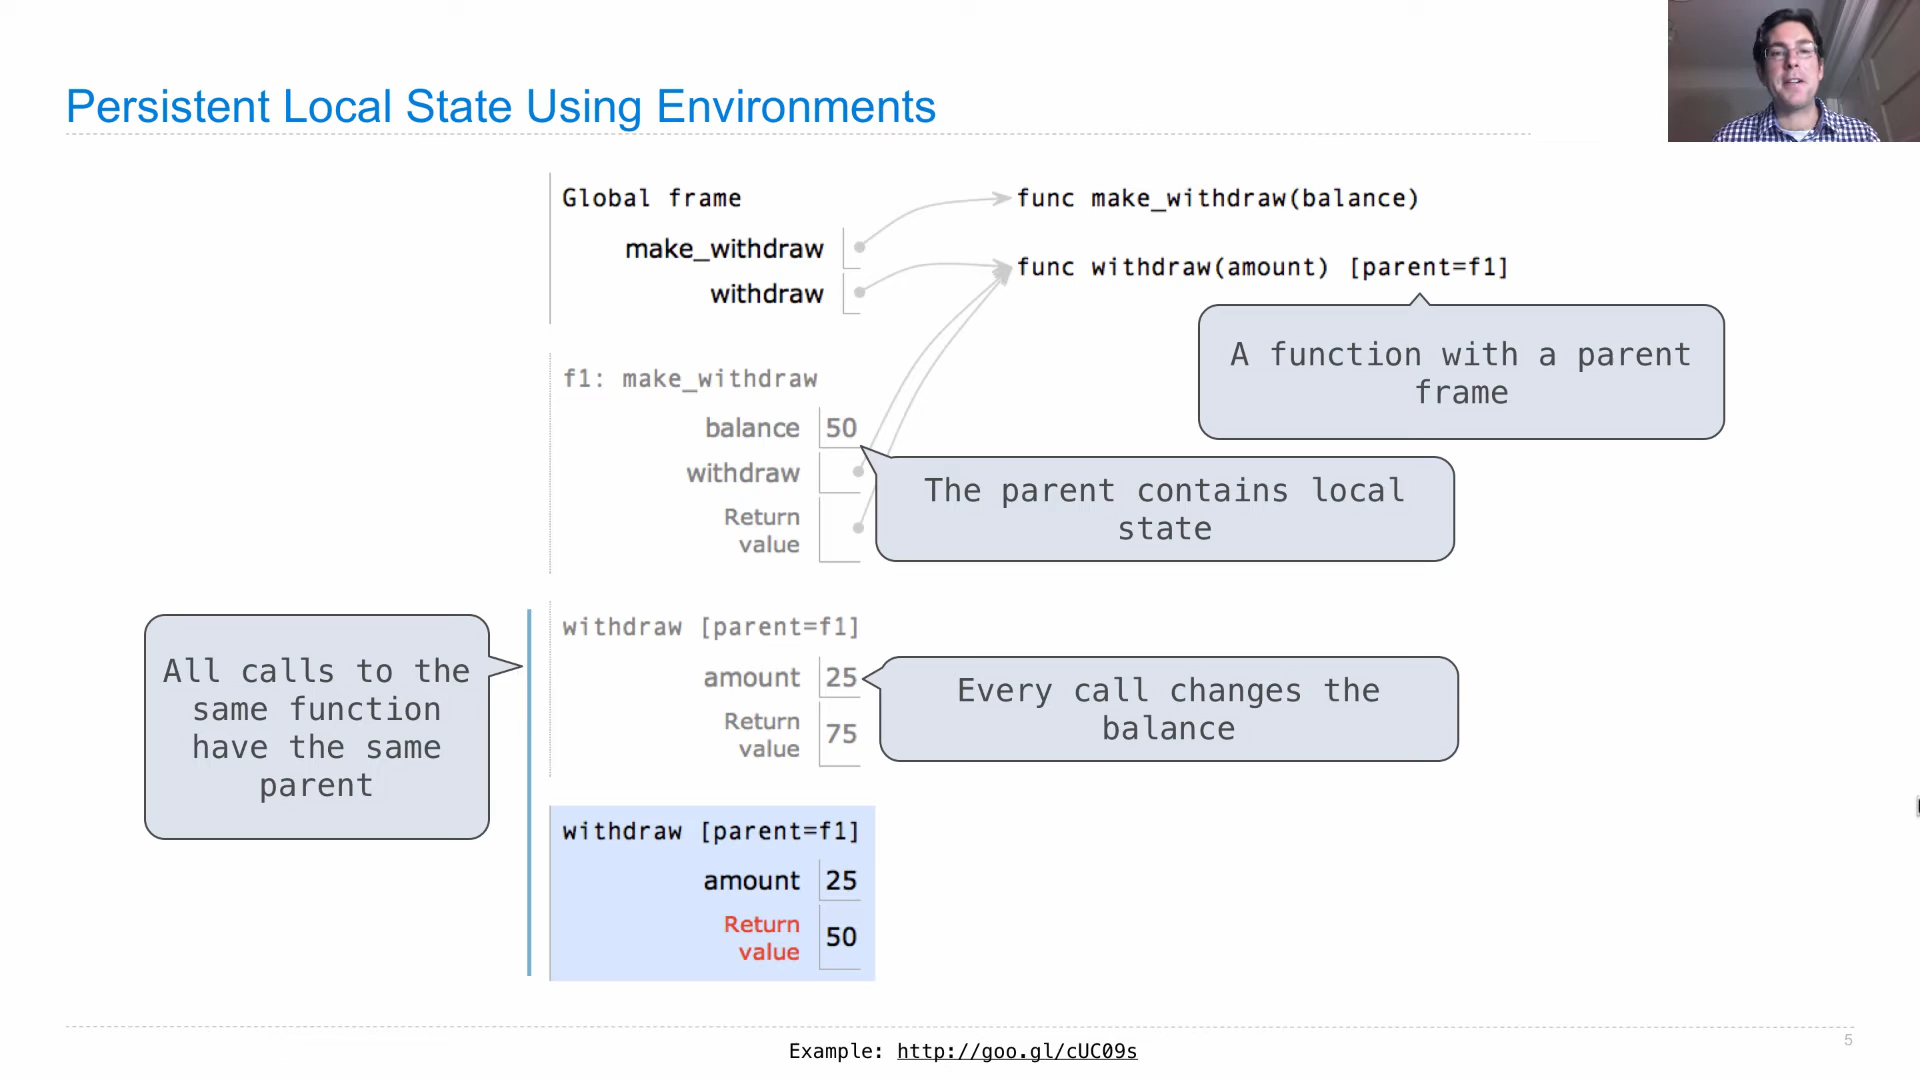 Persistent Local State Using Environments
Global frame
make_withdraw
withdraw
func make_withdraw(balance)
func withdraw(amount) [parent=f1]
A function with a parent
frame
f1: make_withdraw
balance 50
withdraw
Return
value
The parent contains local
state
All calls to the
same function
have the same
parent
withdraw [parent=f1]
amount 25
Return
value 75
Every call changes the
balance
withdraw [parent=f1]
amount 25
Return
value 50
Example: http://goo.gl/cUC09s
5